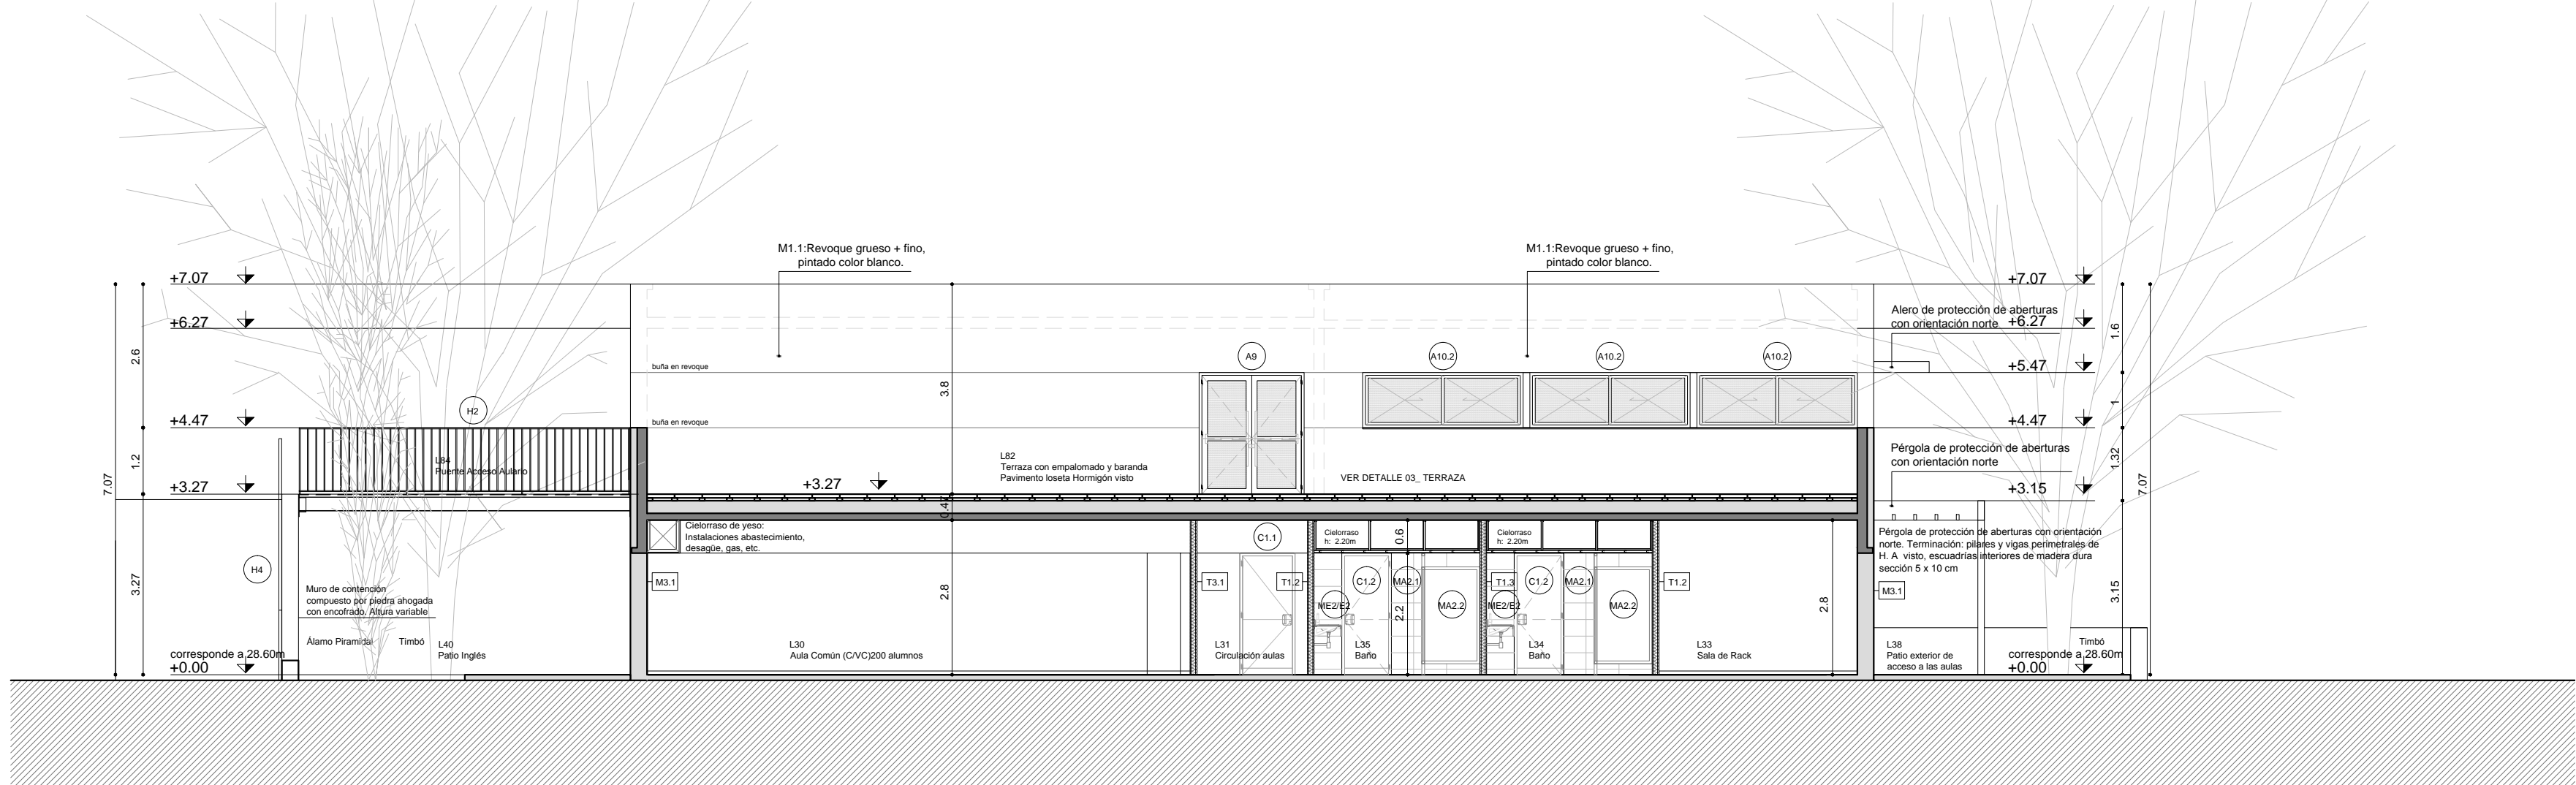 M1.1:Revoque grueso + fino,
pintado color blanco.
M1.1:Revoque grueso + fino,
pintado color blanco.
+7.07
+6.27
+4.47
+3.27
corresponde a 28.60m
+0.00
7.07
2.6
1.2
3.27
H2
H4
L84
Puente Acceso Aulario
Muro de contención
compuesto por piedra ahogada
con encofrado. Altura variable
Álamo Piramidal
Timbó
L40
Patio Inglés
buña en revoque
buña en revoque
3.8
0.47
2.8
+3.27
L82
Terraza con empalomado y baranda
Pavimento loseta Hormigón visto
A9
A10.2
A10.2
A10.2
VER DETALLE 03_ TERRAZA
Cielorraso de yeso:
Instalaciones abastecimiento,
desagüe, gas, etc.
M3.1
L30
Aula Común (C/VC)200 alumnos
T3.1
C1.1
L31
Circulación aulas
T1.2
Cielorraso
h: 2.20m
0.6
C1.2
MA2.1
ME2/E2
MA2.2
2.2
L35
Baño
Cielorraso
h: 2.20m
T1.3
C1.2
MA2.1
ME2/E2
MA2.2
L34
Baño
T1.2
L33
Sala de Rack
2.8
+7.07
Alero de protección de aberturas
con orientación norte
+6.27
+5.47
+4.47
Pérgola de protección de aberturas
con orientación norte
+3.15
Pérgola de protección de aberturas con orientación
norte. Terminación: pilares y vigas perimetrales de
H. A visto, escuadrías interiores de madera dura
sección 5 x 10 cm
M3.1
L38
Patio exterior de
acceso a las aulas
Timbó
corresponde a 28.60m
+0.00
1.6
1
1.32
3.15
7.07